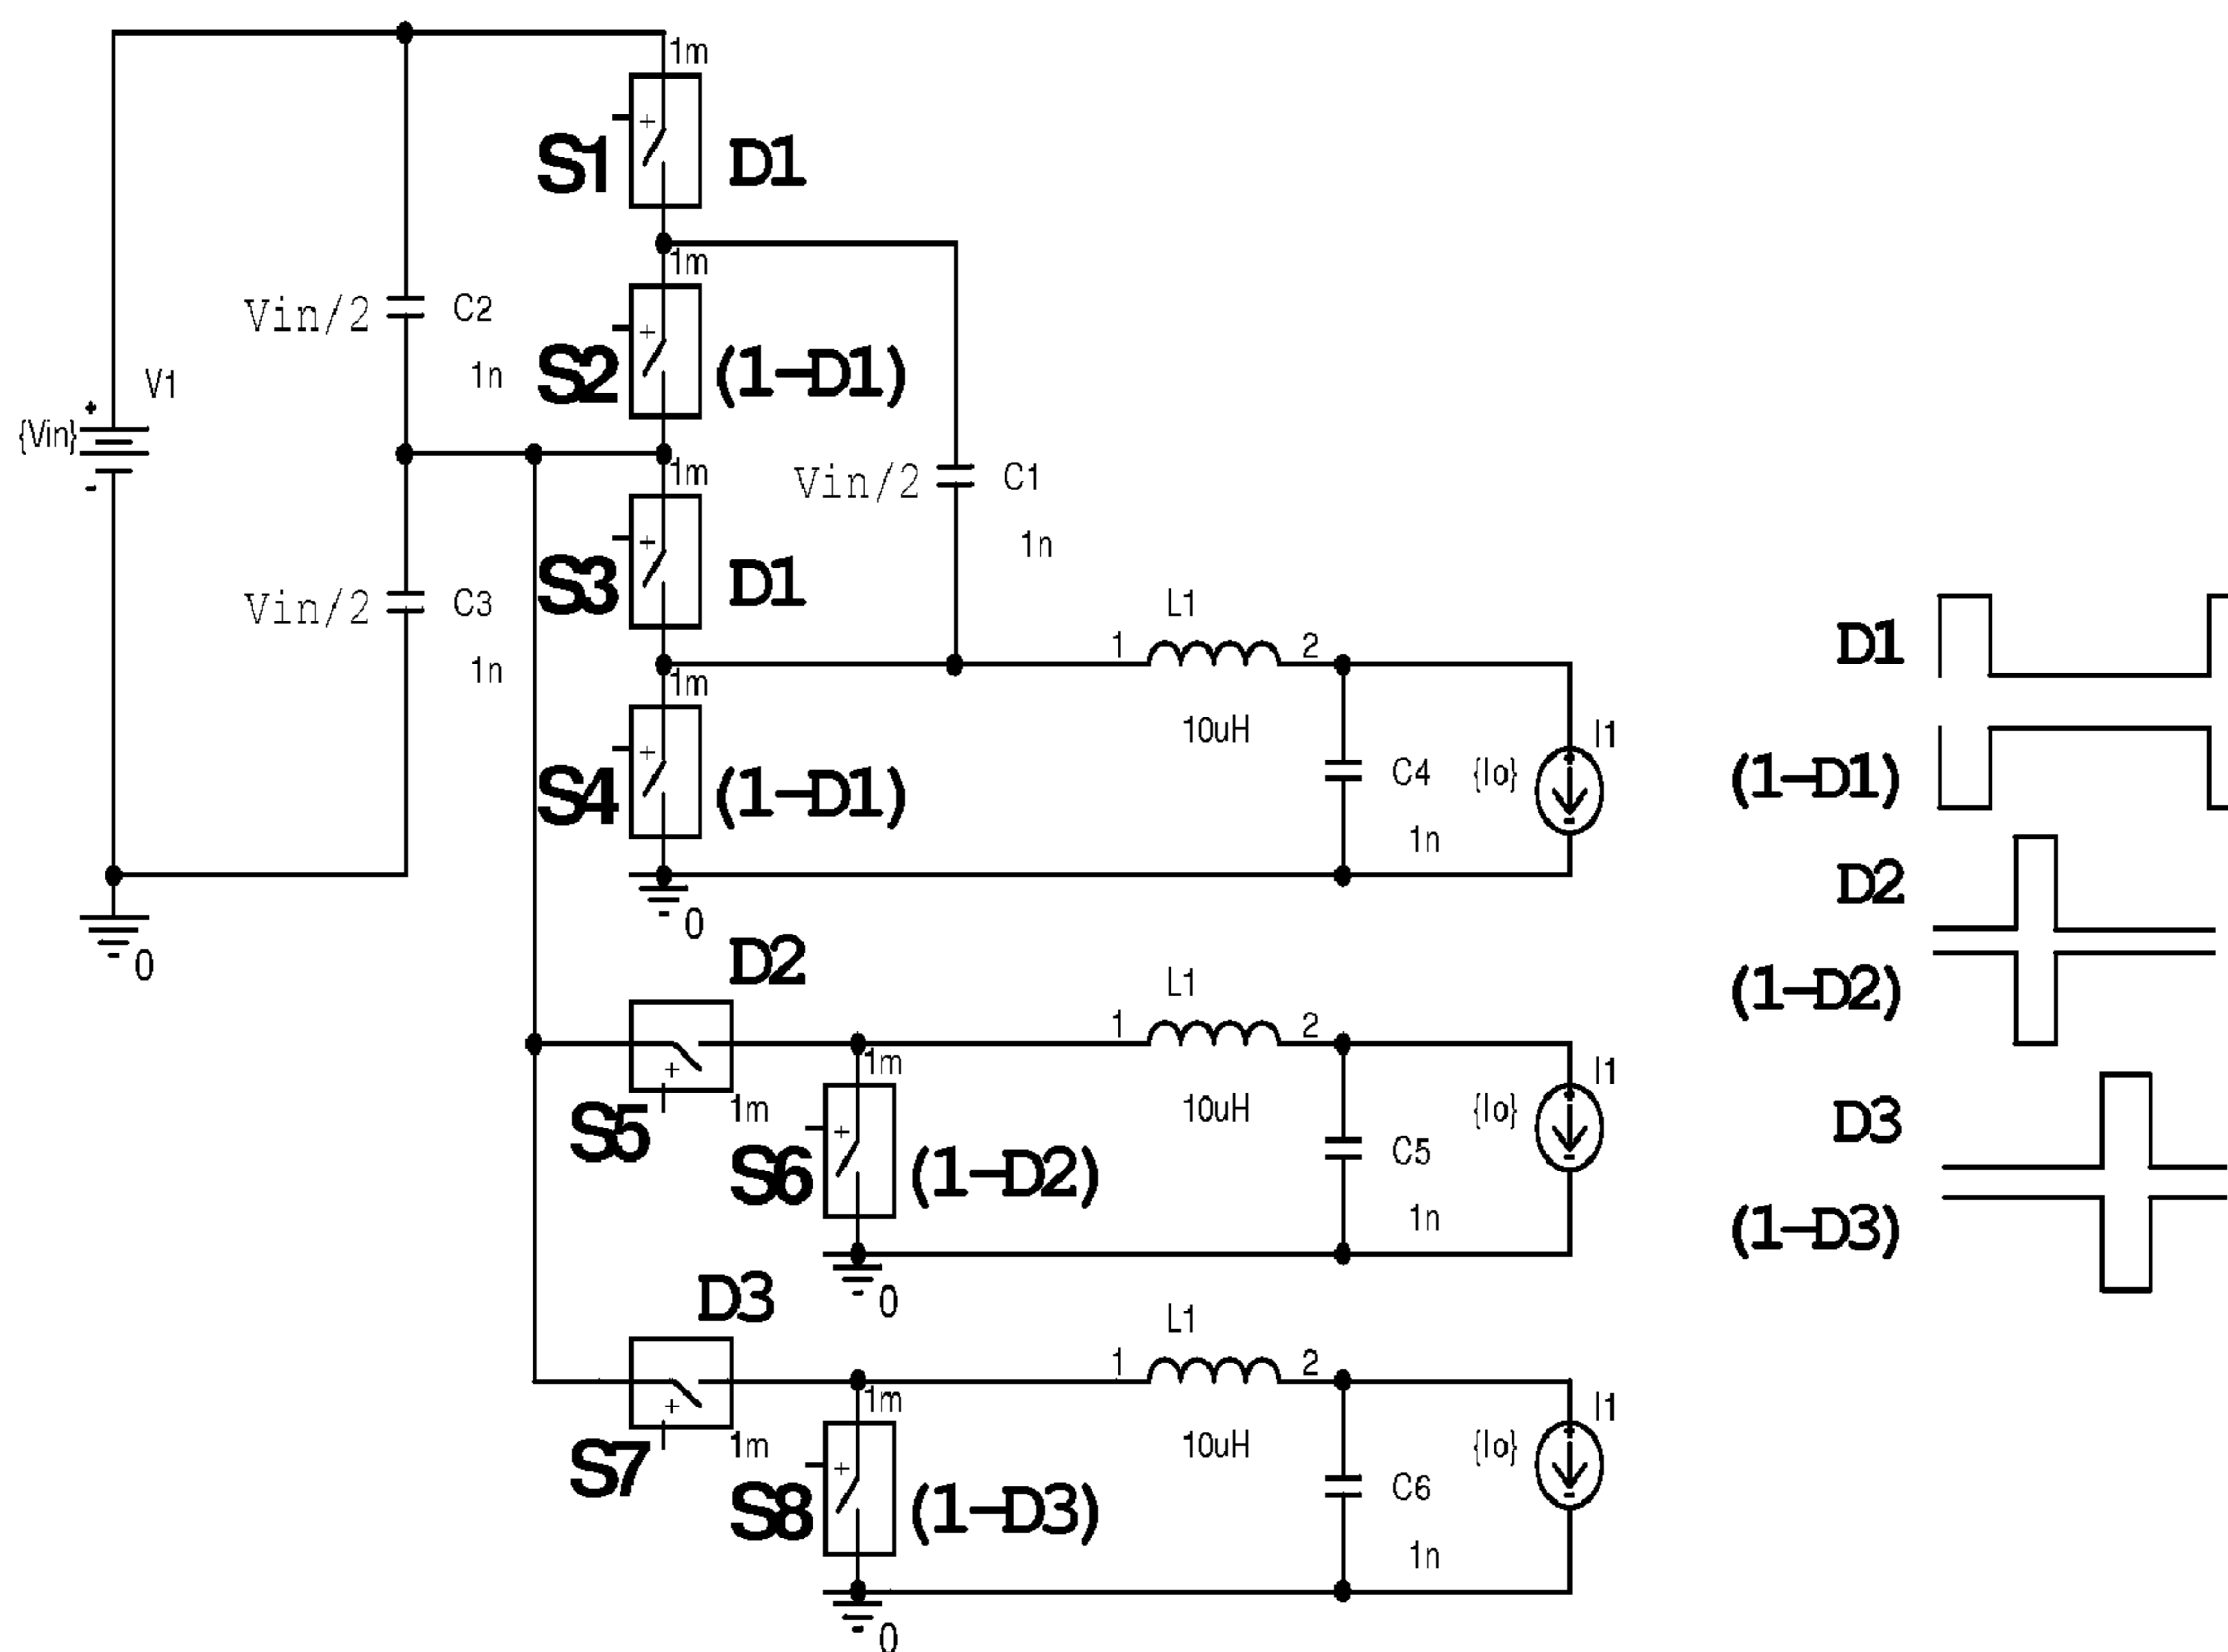 1m
S1
D1
1m
Vin/2
C2
1n
S2
(1-D1)
V1
+
{Vin}
-
1m
Vin/2
C1
1n
S3
D1
Vin/2
C3
1n
1m
L1
1
2
10uH
S4
(1-D1)
C4
1n
{Io}
I1
0
0
D1
(1-D1)
D2
(1-D2)
D3
(1-D3)
D2
L1
1
2
10uH
S5
1m
1m
S6
(1-D2)
C5
1n
{Io}
I1
0
D3
L1
1
2
10uH
S7
1m
1m
S8
(1-D3)
C6
1n
{Io}
I1
0